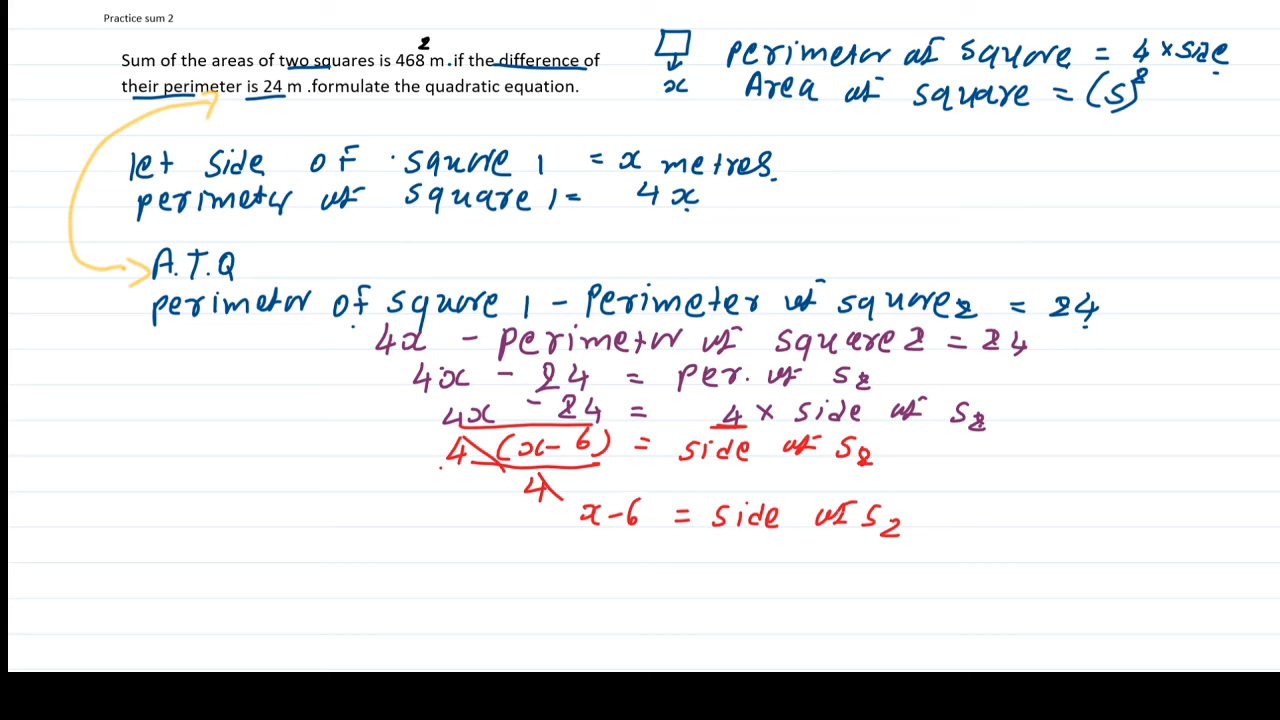 Practice sum 2
Sum of the areas of two squares is 468 m² .if the difference of
their perimeter is 24 m .formulate the quadratic equation.
x
perimeter of square = 4 × side
Area of square = (s)²
let side of square 1 = x metres.
perimeter of square 1 = 4x
A.T.Q
perimeter of square 1 - perimeter of square 2 = 24
4x - perimeter of square 2 = 24
4x - 24 = per. of s2
4x - 24 = 4 × side of s2
4 (x - 6) = side of s2
4
x - 6 = side of s2